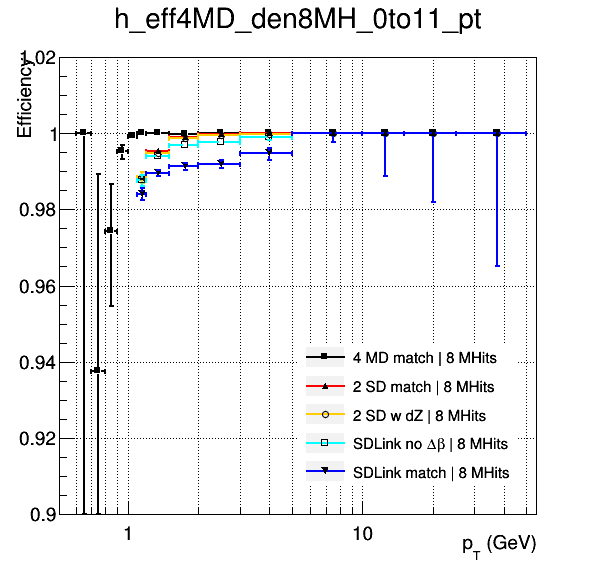 h_eff4MD_den8MH_0to11_pt
Efficiency
1.02
1
0.98
0.96
0.94
0.92
0.9
4 MD match | 8 MHits
2 SD match | 8 MHits
2 SD w dZ | 8 MHits
SDLink no Δβ | 8 MHits
SDLink match | 8 MHits
1
10
p_T (GeV)